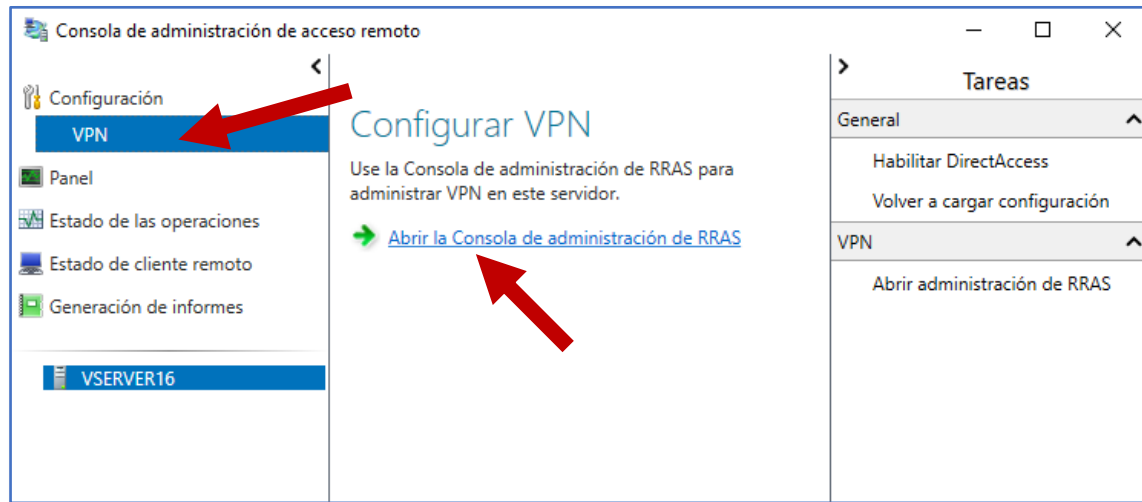 Consola de administración de acceso remoto
Configuración
VPN
Panel
Estado de las operaciones
Estado de cliente remoto
Generación de informes
VSERVER16
Configurar VPN
Use la Consola de administración de RRAS para
administrar VPN en este servidor.
Abrir la Consola de administración de RRAS
Tareas
General
Habilitar DirectAccess
Volver a cargar configuración
VPN
Abrir administración de RRAS